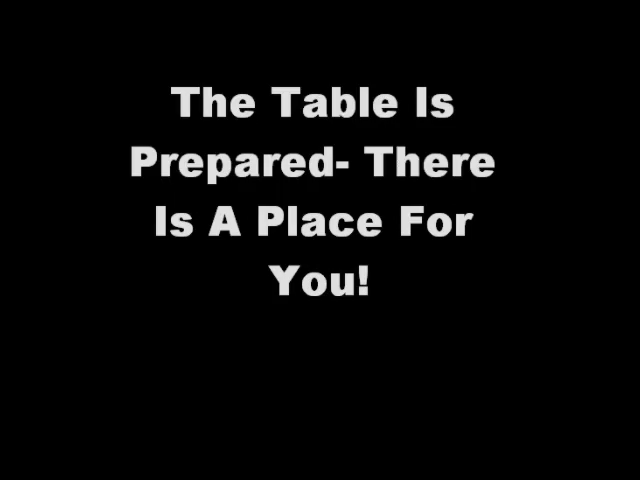 The Table Is
Prepared- There
Is A Place For
You!